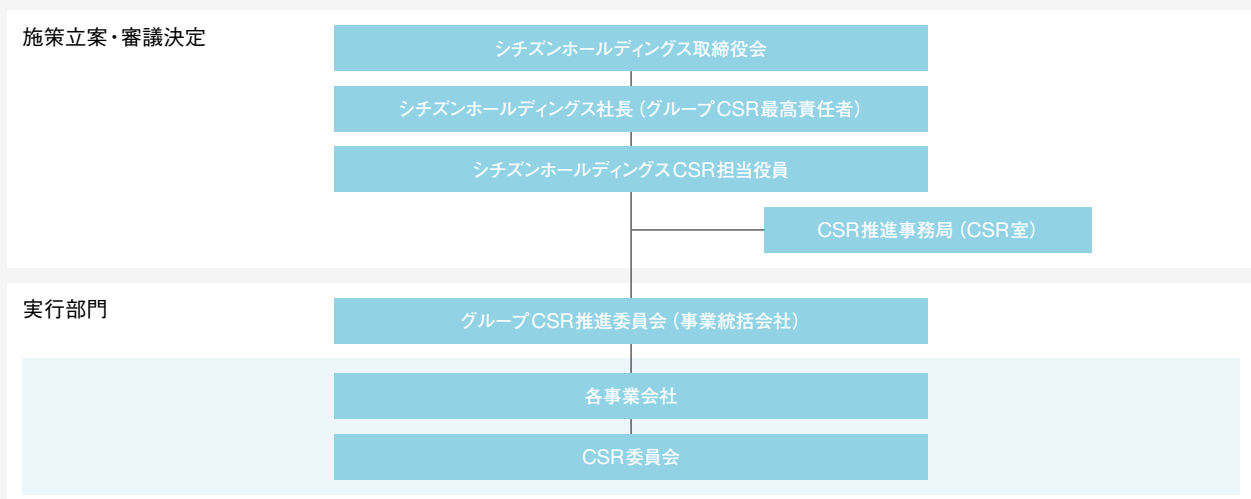 施策立案・審議決定
シチズンホールディングス取締役会
シチズンホールディングス社長（グループCSR最高責任者）
シチズンホールディングスCSR担当役員
CSR推進事務局（CSR室）
実行部門
グループCSR推進委員会（事業統括会社）
各事業会社
CSR委員会